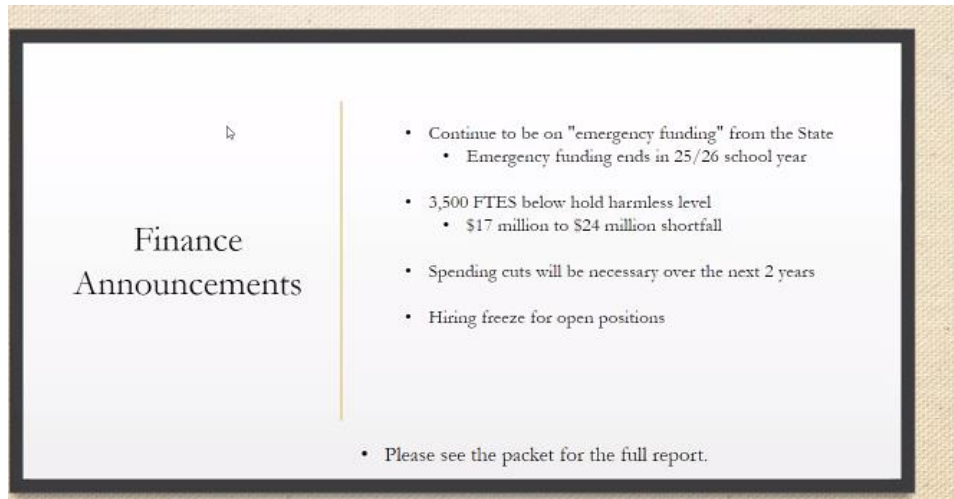 Finance
Announcements
• Continue to be on "emergency funding" from the State
• Emergency funding ends in 25/26 school year
• 3,500 FTES below hold harmless level
• $17 million to $24 million shortfall
• Spending cuts will be necessary over the next 2 years
• Hiring freeze for open positions
• Please see the packet for the full report.